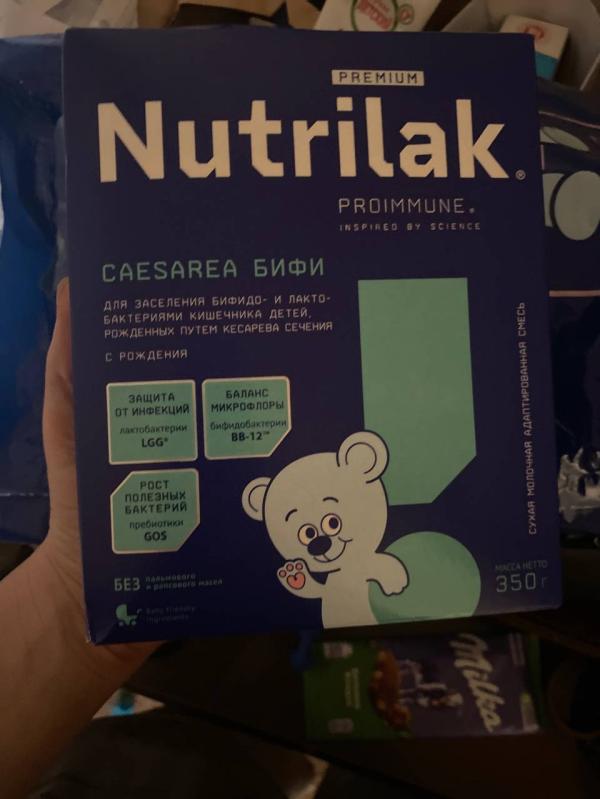 PREMIUM
Nutrilak®
PROIMMUNE®
INSPIRED BY SCIENCE
CAESAREA БИФИ
ДЛЯ ЗАСЕЛЕНИЯ БИФИДО- И ЛАКТО-
БАКТЕРИЯМИ КИШЕЧНИКА ДЕТЕЙ,
РОЖДЕННЫХ ПУТЕМ КЕСАРЕВА СЕЧЕНИЯ
С РОЖДЕНИЯ
ЗАЩИТА
ОТ ИНФЕКЦИЙ
лактобактерии
LGG®
БАЛАНС
МИКРОФЛОРЫ
бифидобактерии
BB-12™
РОСТ
ПОЛЕЗНЫХ
БАКТЕРИЙ
пребиотики
GOS
БЕЗ пальмового
и рапсового масел
Baby friendly
ingredients
СУХАЯ МОЛОЧНАЯ АДАПТИРОВАННАЯ СМЕСЬ
МАССА НЕТТО
350 г
Milka